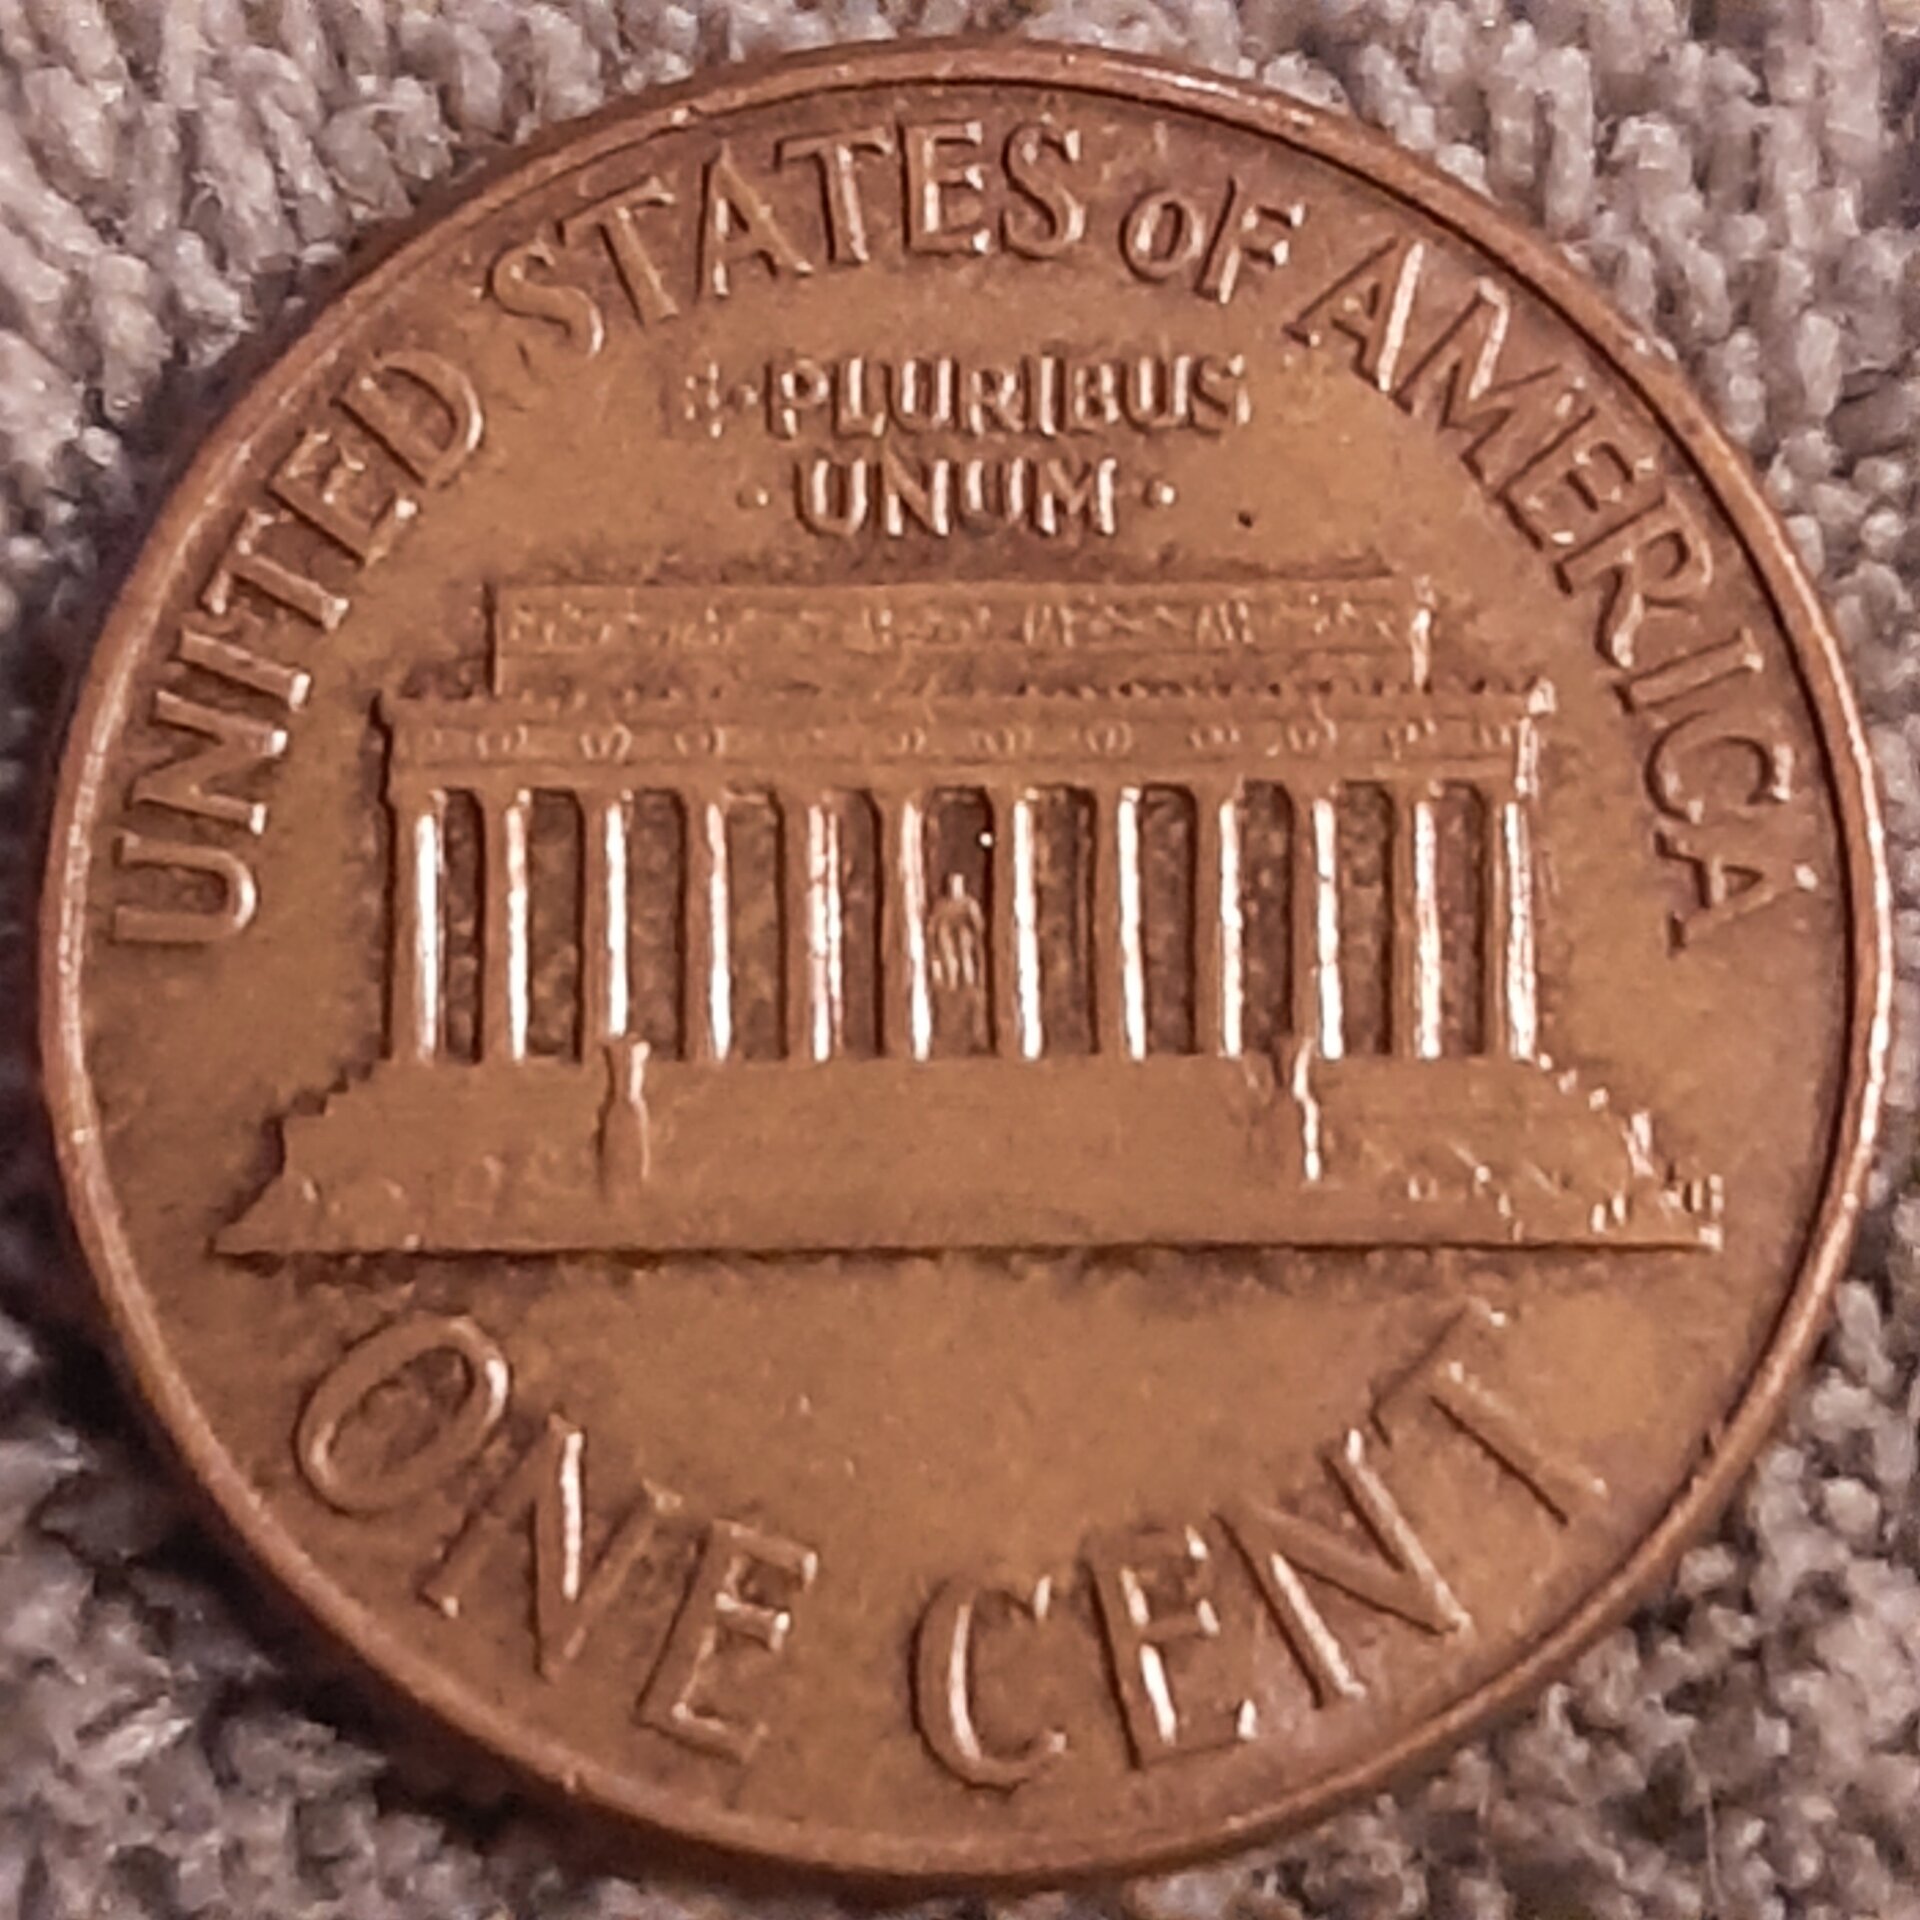 UNITED STATES OF AMERICA
E·PLURIBUS
·UNUM·
ONE CENT